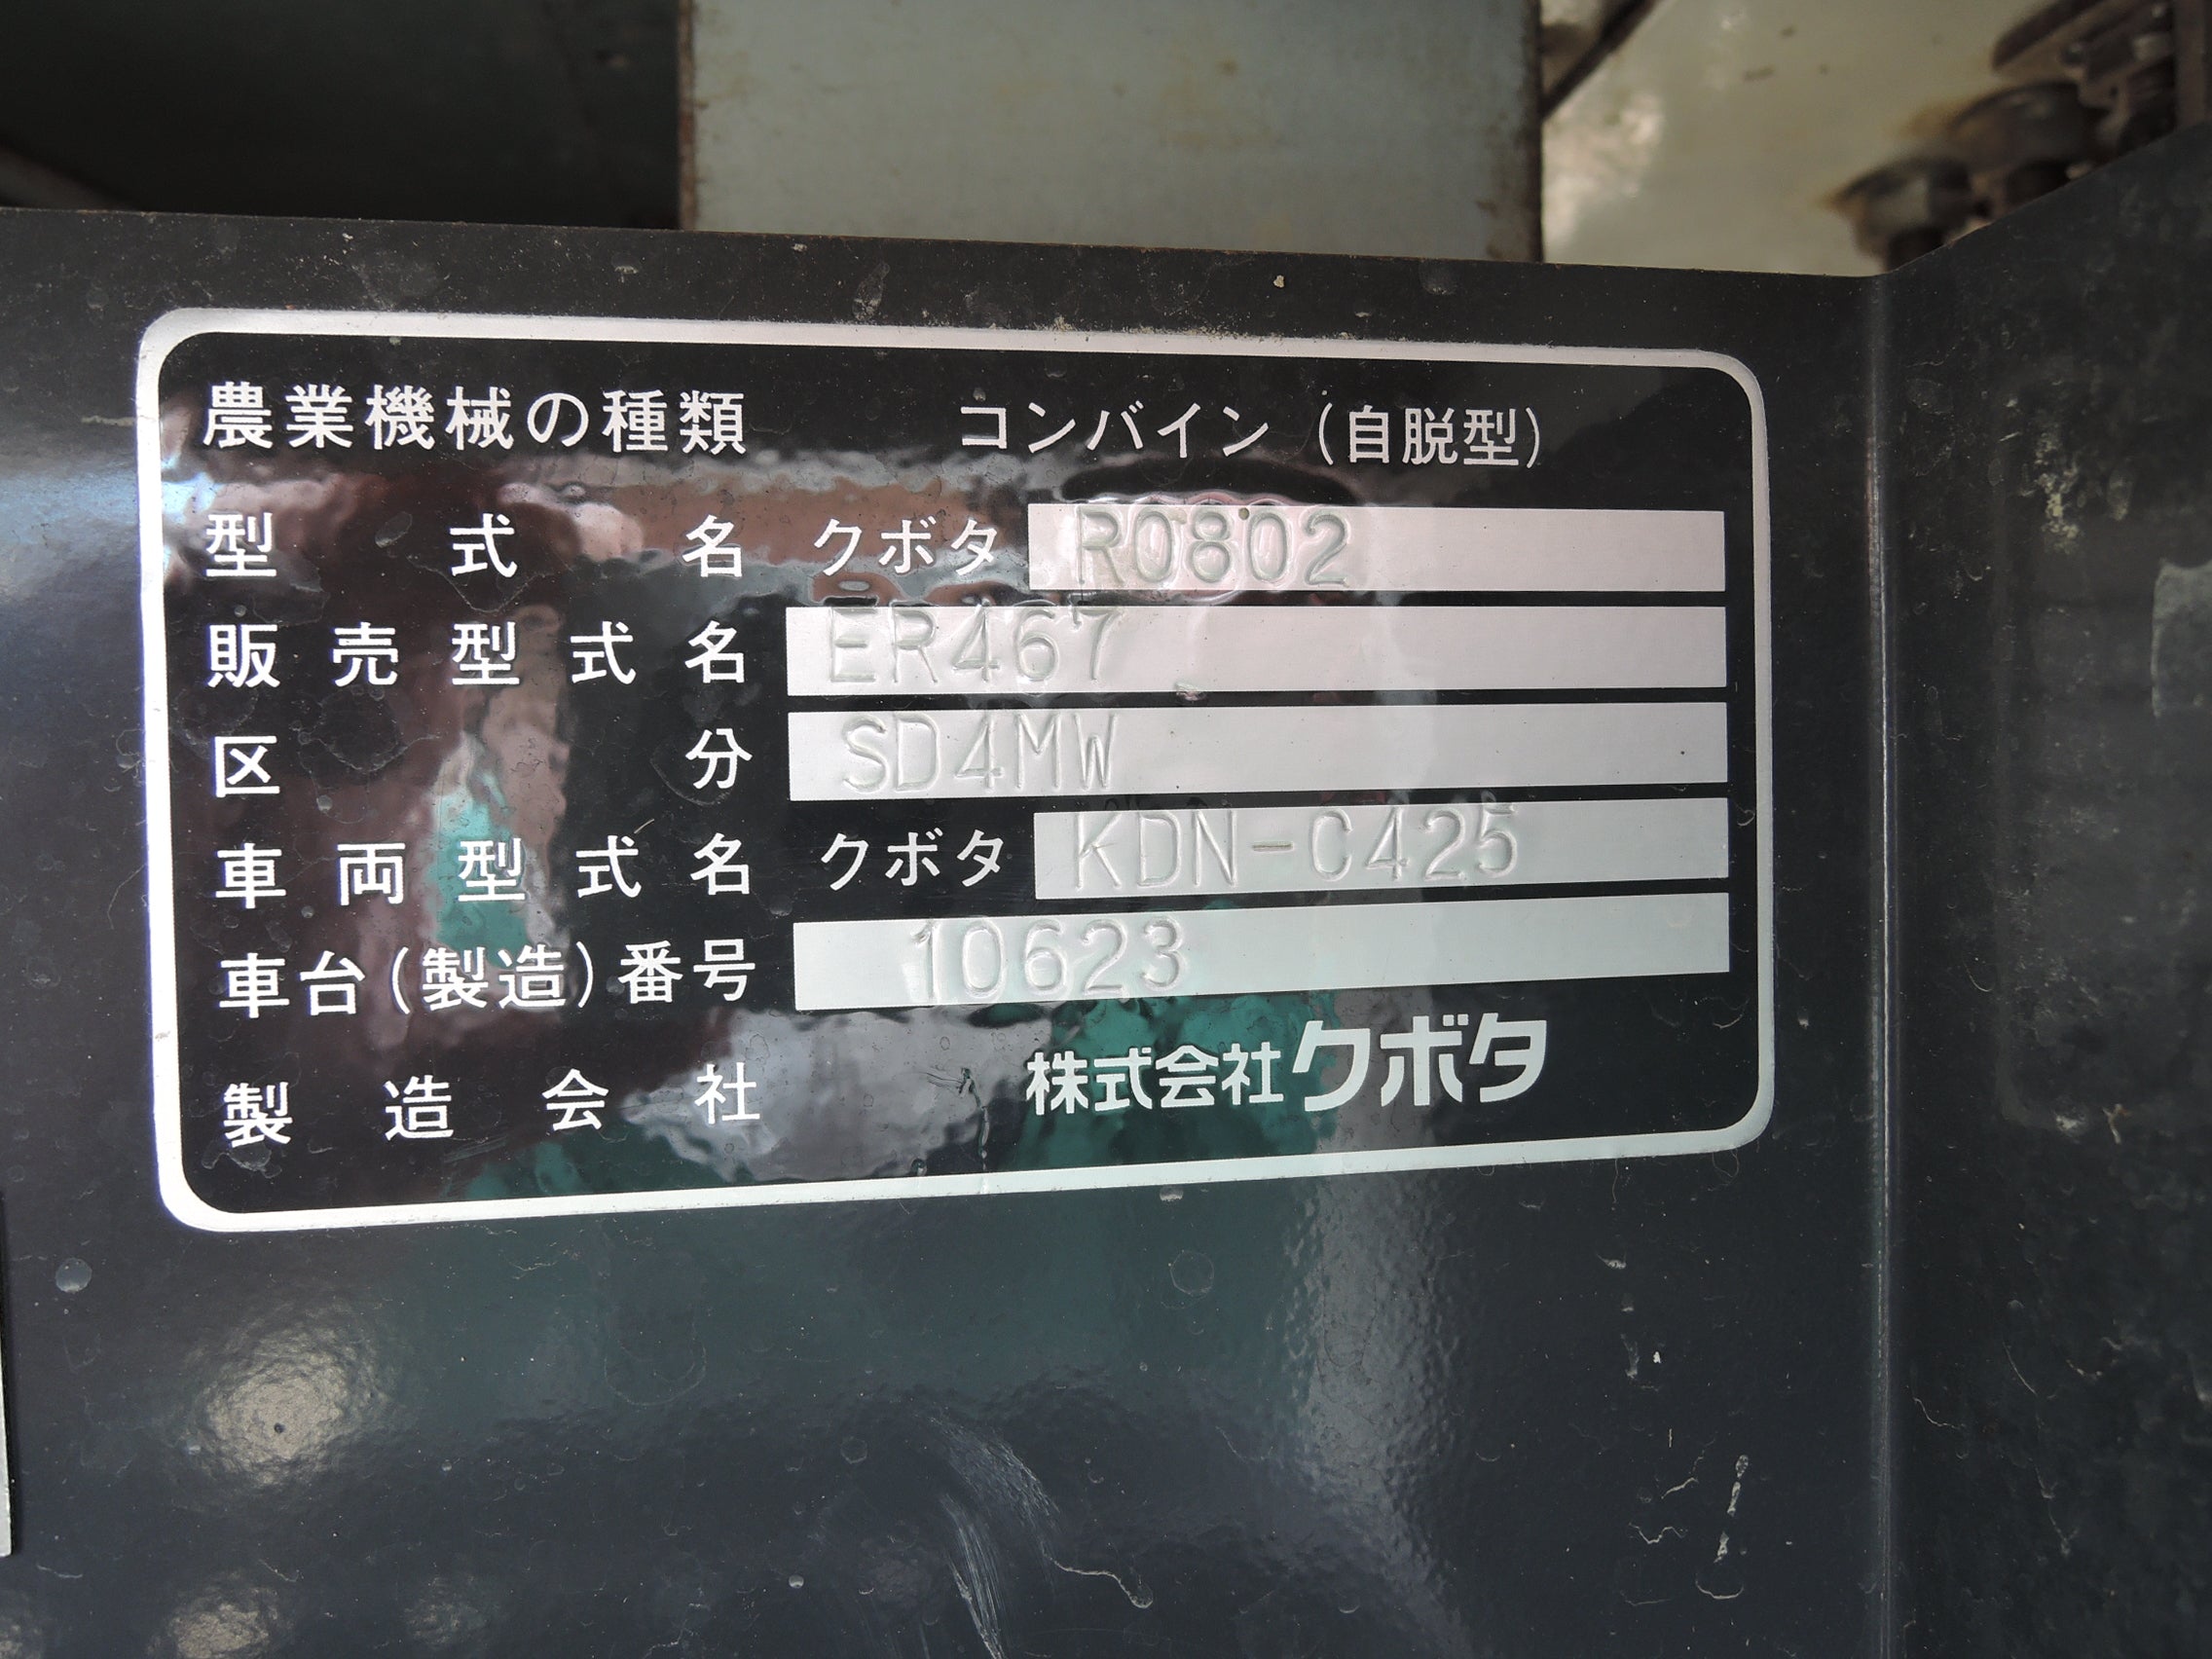 農業機械の種類 コンバイン（自脱型）
型式名 クボタ R0802
販売型式名 ER467
区分 SD4MW
車両型式名 クボタ KDN-C425
車台(製造)番号 10623
製造会社 株式会社クボタ